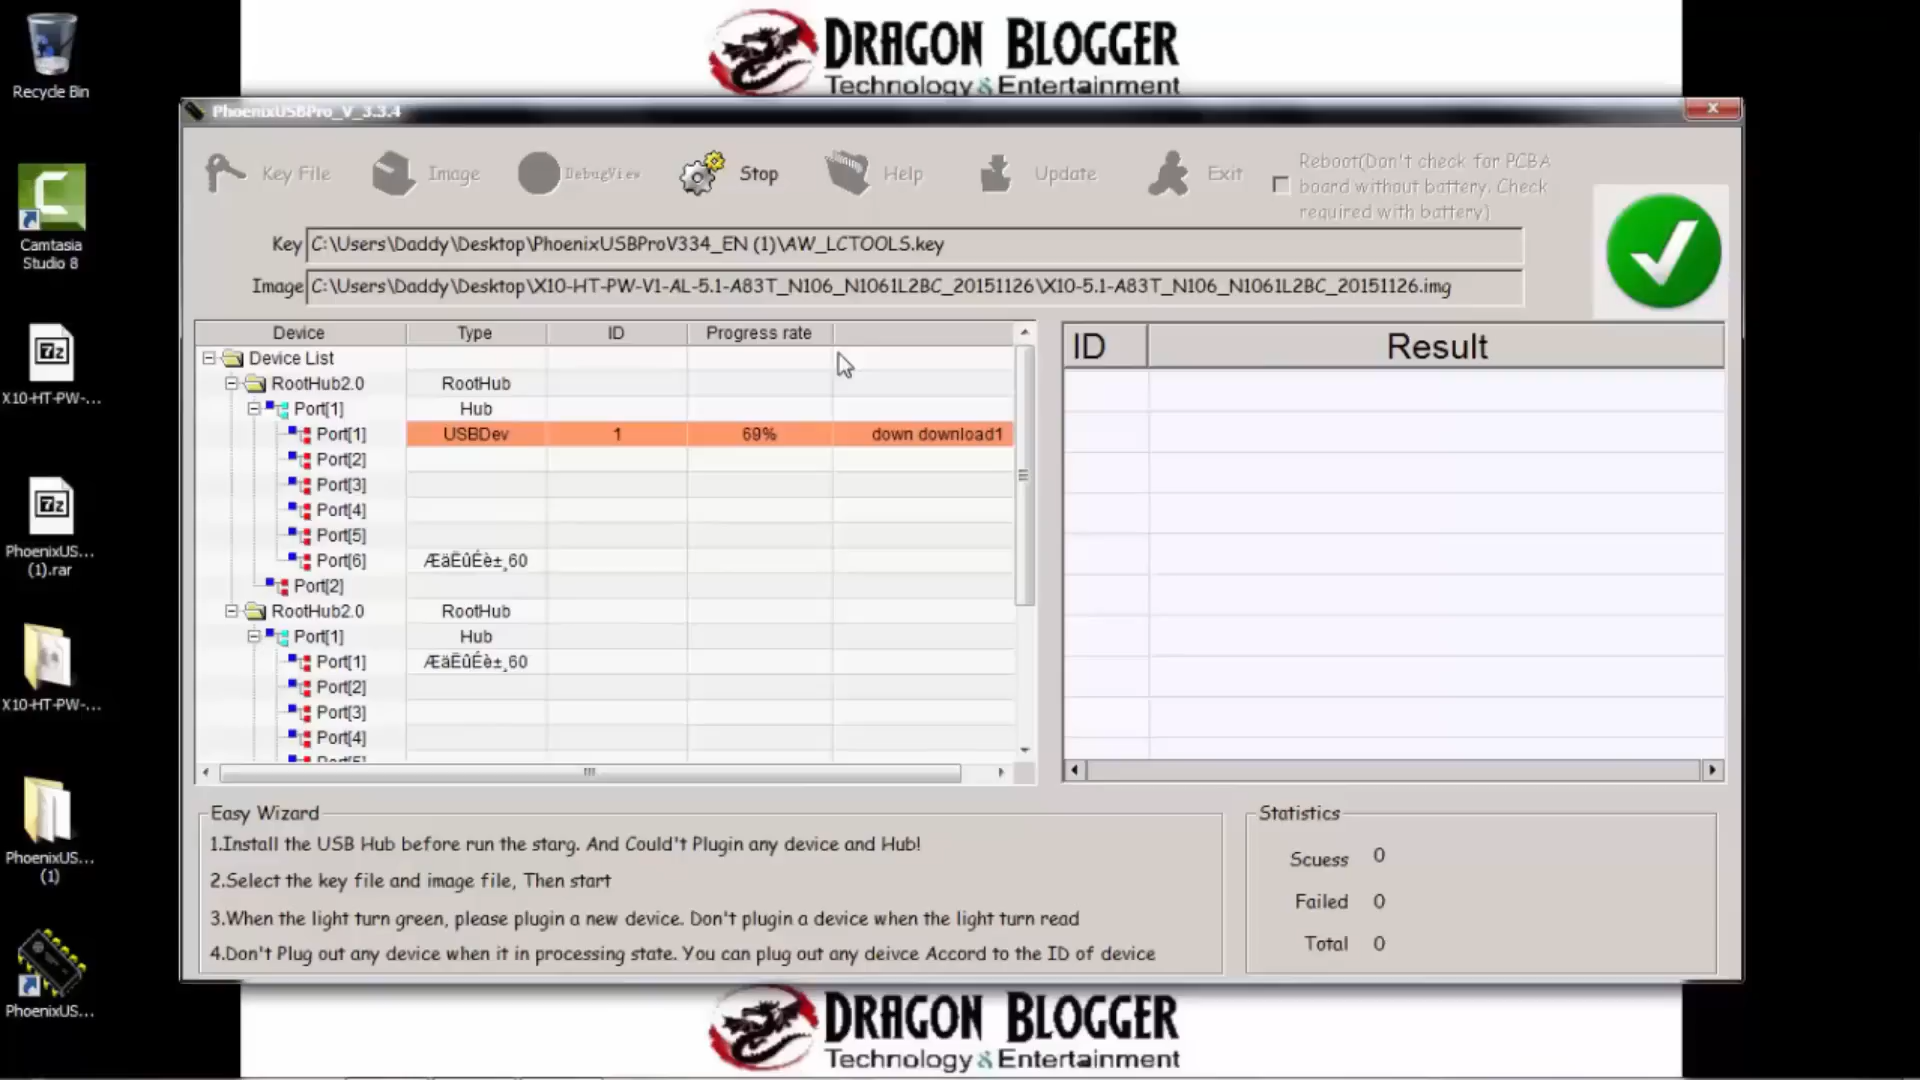 DRAGON BLOGGER
Technology & Entertainment
Recycle Bin
Camtasia
Studio 8
X10-HT-PW-...
PhoenixUS...
(1).rar
X10-HT-PW-...
PhoenixUS...
(1)
PhoenixUS...
PhoenixUSBPro_V_3.3.4
Key File
Image
DebugView
Stop
Help
Update
Exit
Reboot(Don't check for PCBA
board without battery. Check
required with battery)
Key C:\Users\Daddy\Desktop\PhoenixUSBProV334_EN (1)\AW_LCTOOLS.key
Image C:\Users\Daddy\Desktop\X10-HT-PW-V1-AL-5.1-A83T_N106_N1061L2BC_20151126\X10-5.1-A83T_N106_N1061L2BC_20151126.img
Device Type ID Progress rate
Device List
RootHub2.0 RootHub
Port[1] Hub
Port[1] USBDev 1 69% down download1
Port[2]
Port[3]
Port[4]
Port[5]
Port[6] ÆäËûÉè±¸60
Port[2]
RootHub2.0 RootHub
Port[1] Hub
Port[1] ÆäËûÉè±¸60
Port[2]
Port[3]
Port[4]
Port[5]
ID Result
Easy Wizard
1.Install the USB Hub before run the starg. And Could't Plugin any device and Hub!
2.Select the key file and image file, Then start
3.When the light turn green, please plugin a new device. Don't plugin a device when the light turn read
4.Don't Plug out any device when it in processing state. You can plug out any deivce Accord to the ID of device
Statistics
Scuess 0
Failed 0
Total 0
DRAGON BLOGGER
Technology & Entertainment